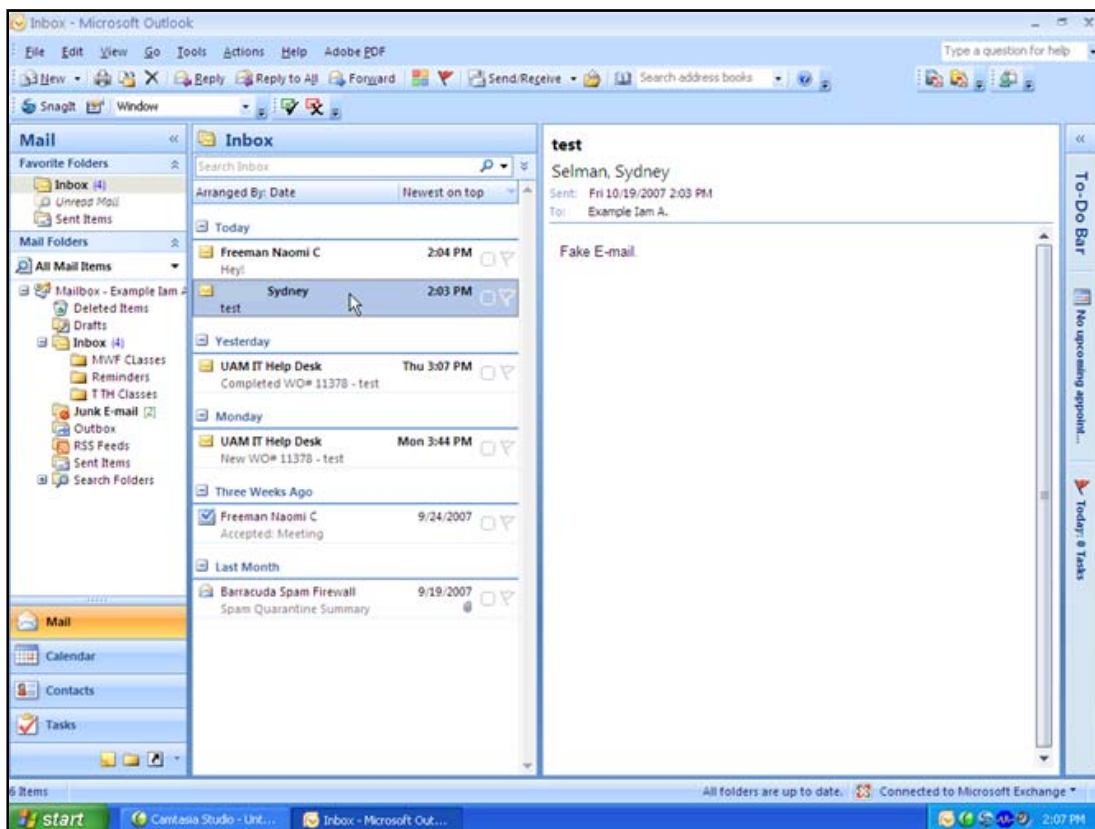 Inbox - Microsoft Outlook
File Edit View Go Tools Actions Help Adobe PDF
Type a question for help
New Reply Reply to All Forward Send/Receive Search address books
SnagIt Window
Mail
Favorite Folders
Inbox (4)
Unread Mail
Sent Items
Mail Folders
All Mail Items
Mailbox - Example Iam A
Deleted Items
Drafts
Inbox (4)
MWF Classes
Reminders
T TH Classes
Junk E-mail [2]
Outbox
RSS Feeds
Sent Items
Search Folders
Mail
Calendar
Contacts
Tasks
Inbox
Search Inbox
Arranged By: Date Newest on top
Today
Freeman Naomi C 2:04 PM
Hey!
Sydney 2:03 PM
test
Yesterday
UAM IT Help Desk Thu 3:07 PM
Completed WO# 11378 - test
Monday
UAM IT Help Desk Mon 3:44 PM
New WO# 11378 - test
Three Weeks Ago
Freeman Naomi C 9/24/2007
Accepted: Meeting
Last Month
Barracuda Spam Firewall 9/19/2007
Spam Quarantine Summary
test
Selman, Sydney
Sent: Fri 10/19/2007 2:03 PM
To: Example Iam A.
Fake E-mail.
To-Do Bar
No upcoming appoint...
Today: 0 Tasks
6 Items
All folders are up to date. Connected to Microsoft Exchange
start Camtasia Studio - Unt... Inbox - Microsoft Out... 2:07 PM